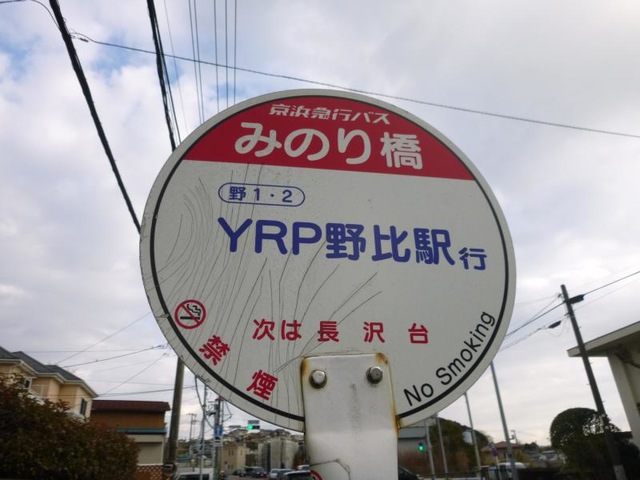 京浜急行バス
みのり橋
野1・2
YRP野比駅行
次は長沢台
禁煙
No Smoking